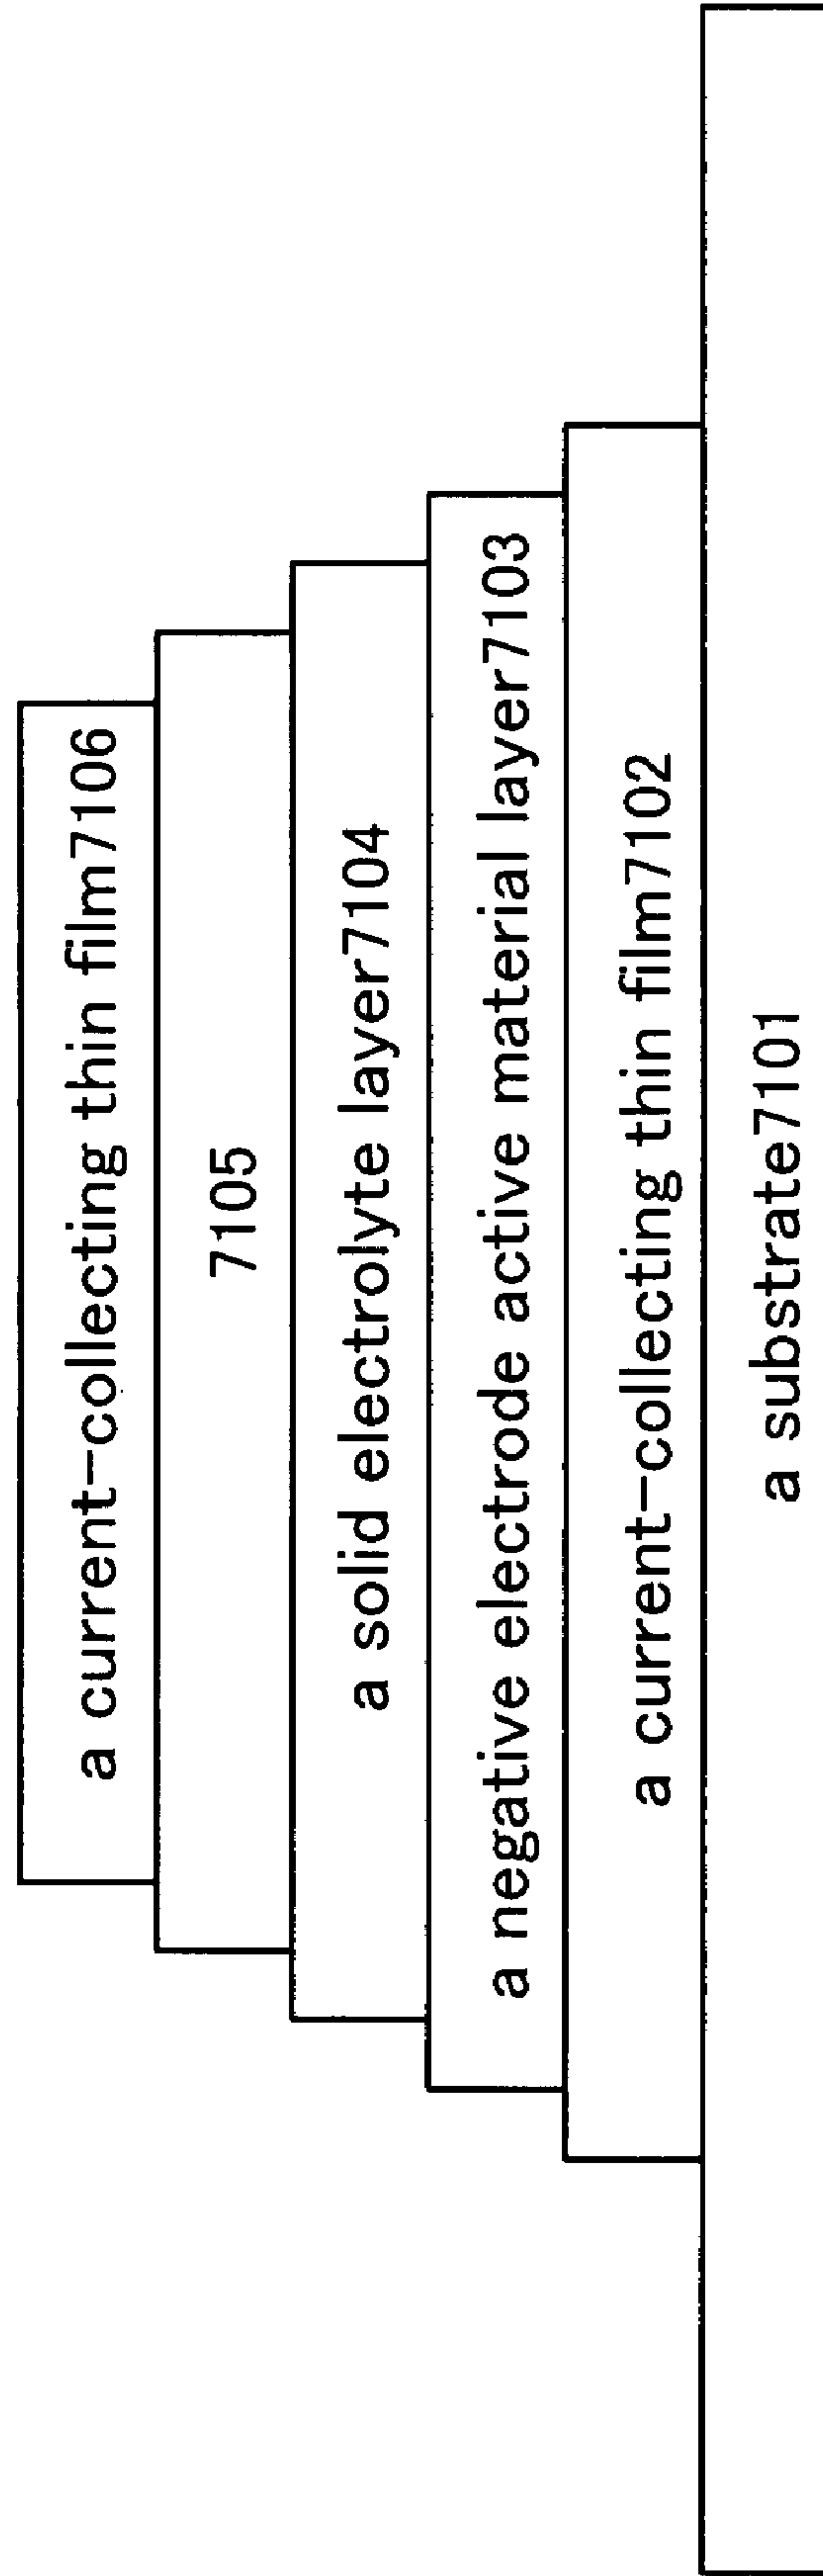 a current-collecting thin film7106
7105
a solid electrolyte layer7104
a negative electrode active material layer7103
a current-collecting thin film7102
a substrate7101